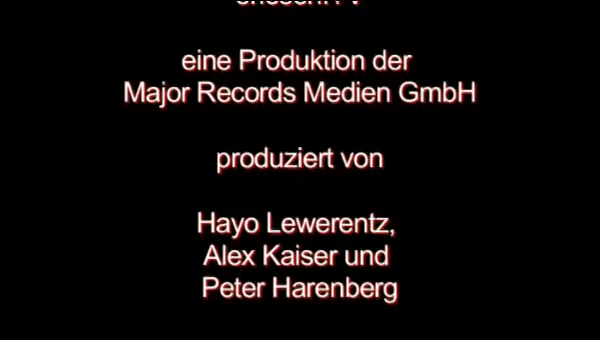 eine Produktion der
Major Records Medien GmbH
produziert von
Hayo Lewerentz,
Alex Kaiser und
Peter Harenberg